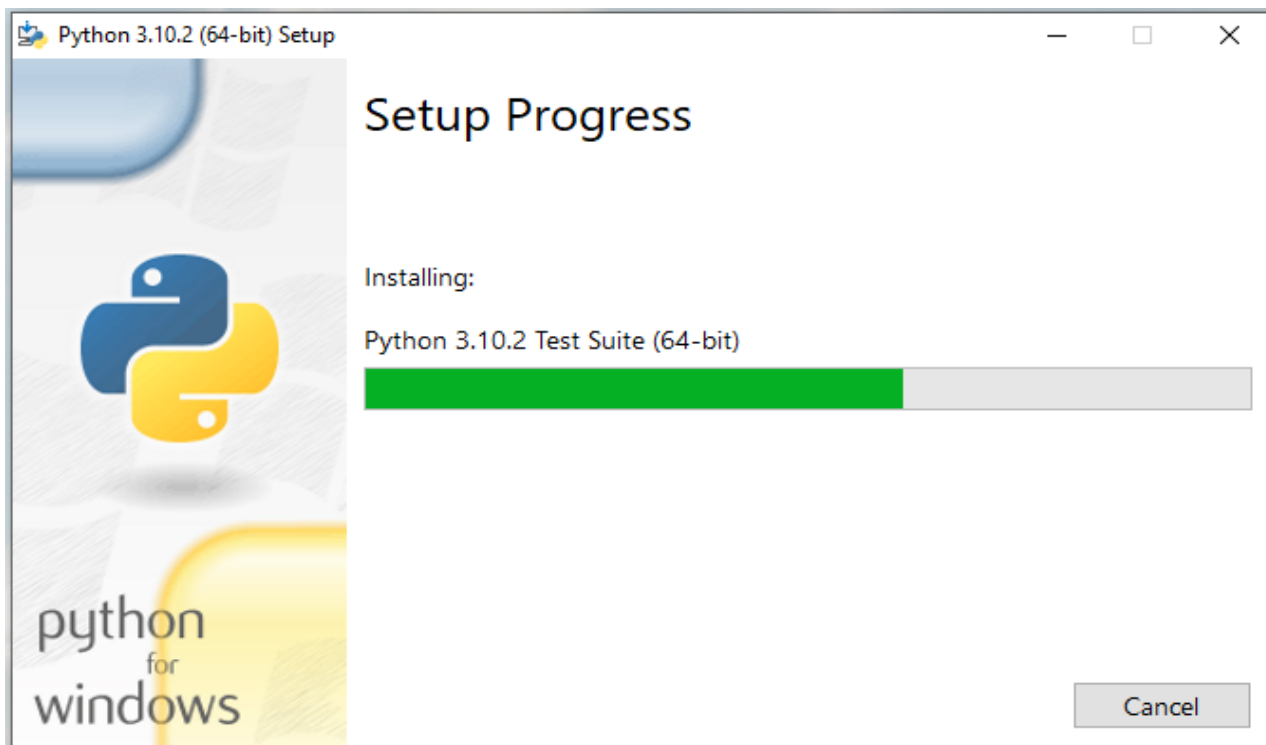 Python 3.10.2 (64-bit) Setup
Setup Progress
Installing:
Python 3.10.2 Test Suite (64-bit)
python
for
windows
Cancel